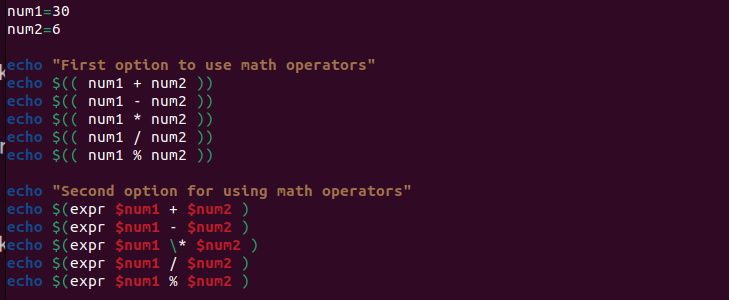 num1=30
num2=6
echo "First option to use math operators"
echo $(( num1 + num2 ))
echo $(( num1 - num2 ))
echo $(( num1 * num2 ))
echo $(( num1 / num2 ))
echo $(( num1 % num2 ))
echo "Second option for using math operators"
echo $(expr $num1 + $num2 )
echo $(expr $num1 - $num2 )
echo $(expr $num1 \* $num2 )
echo $(expr $num1 / $num2 )
echo $(expr $num1 % $num2 )